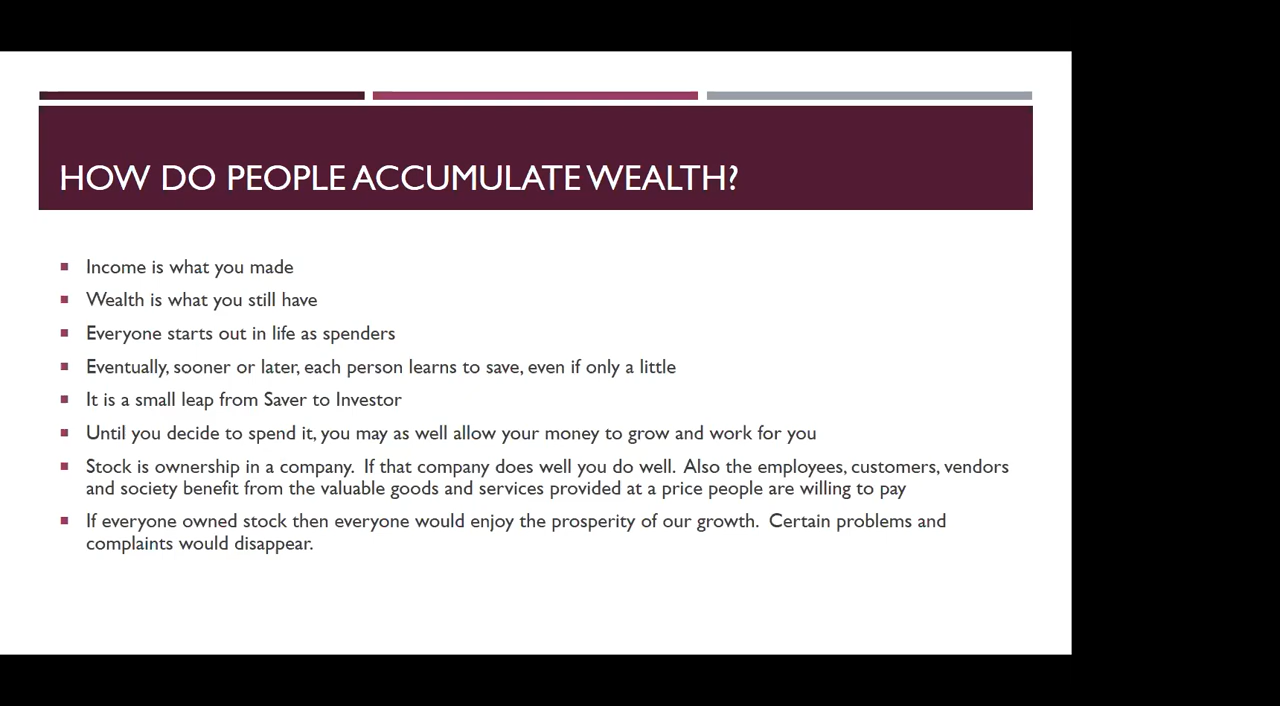 HOW DO PEOPLE ACCUMULATE WEALTH?
Income is what you made
Wealth is what you still have
Everyone starts out in life as spenders
Eventually, sooner or later, each person learns to save, even if only a little
It is a small leap from Saver to Investor
Until you decide to spend it, you may as well allow your money to grow and work for you
Stock is ownership in a company.  If that company does well you do well.  Also the employees, customers, vendors
and society benefit from the valuable goods and services provided at a price people are willing to pay
If everyone owned stock then everyone would enjoy the prosperity of our growth.  Certain problems and
complaints would disappear.